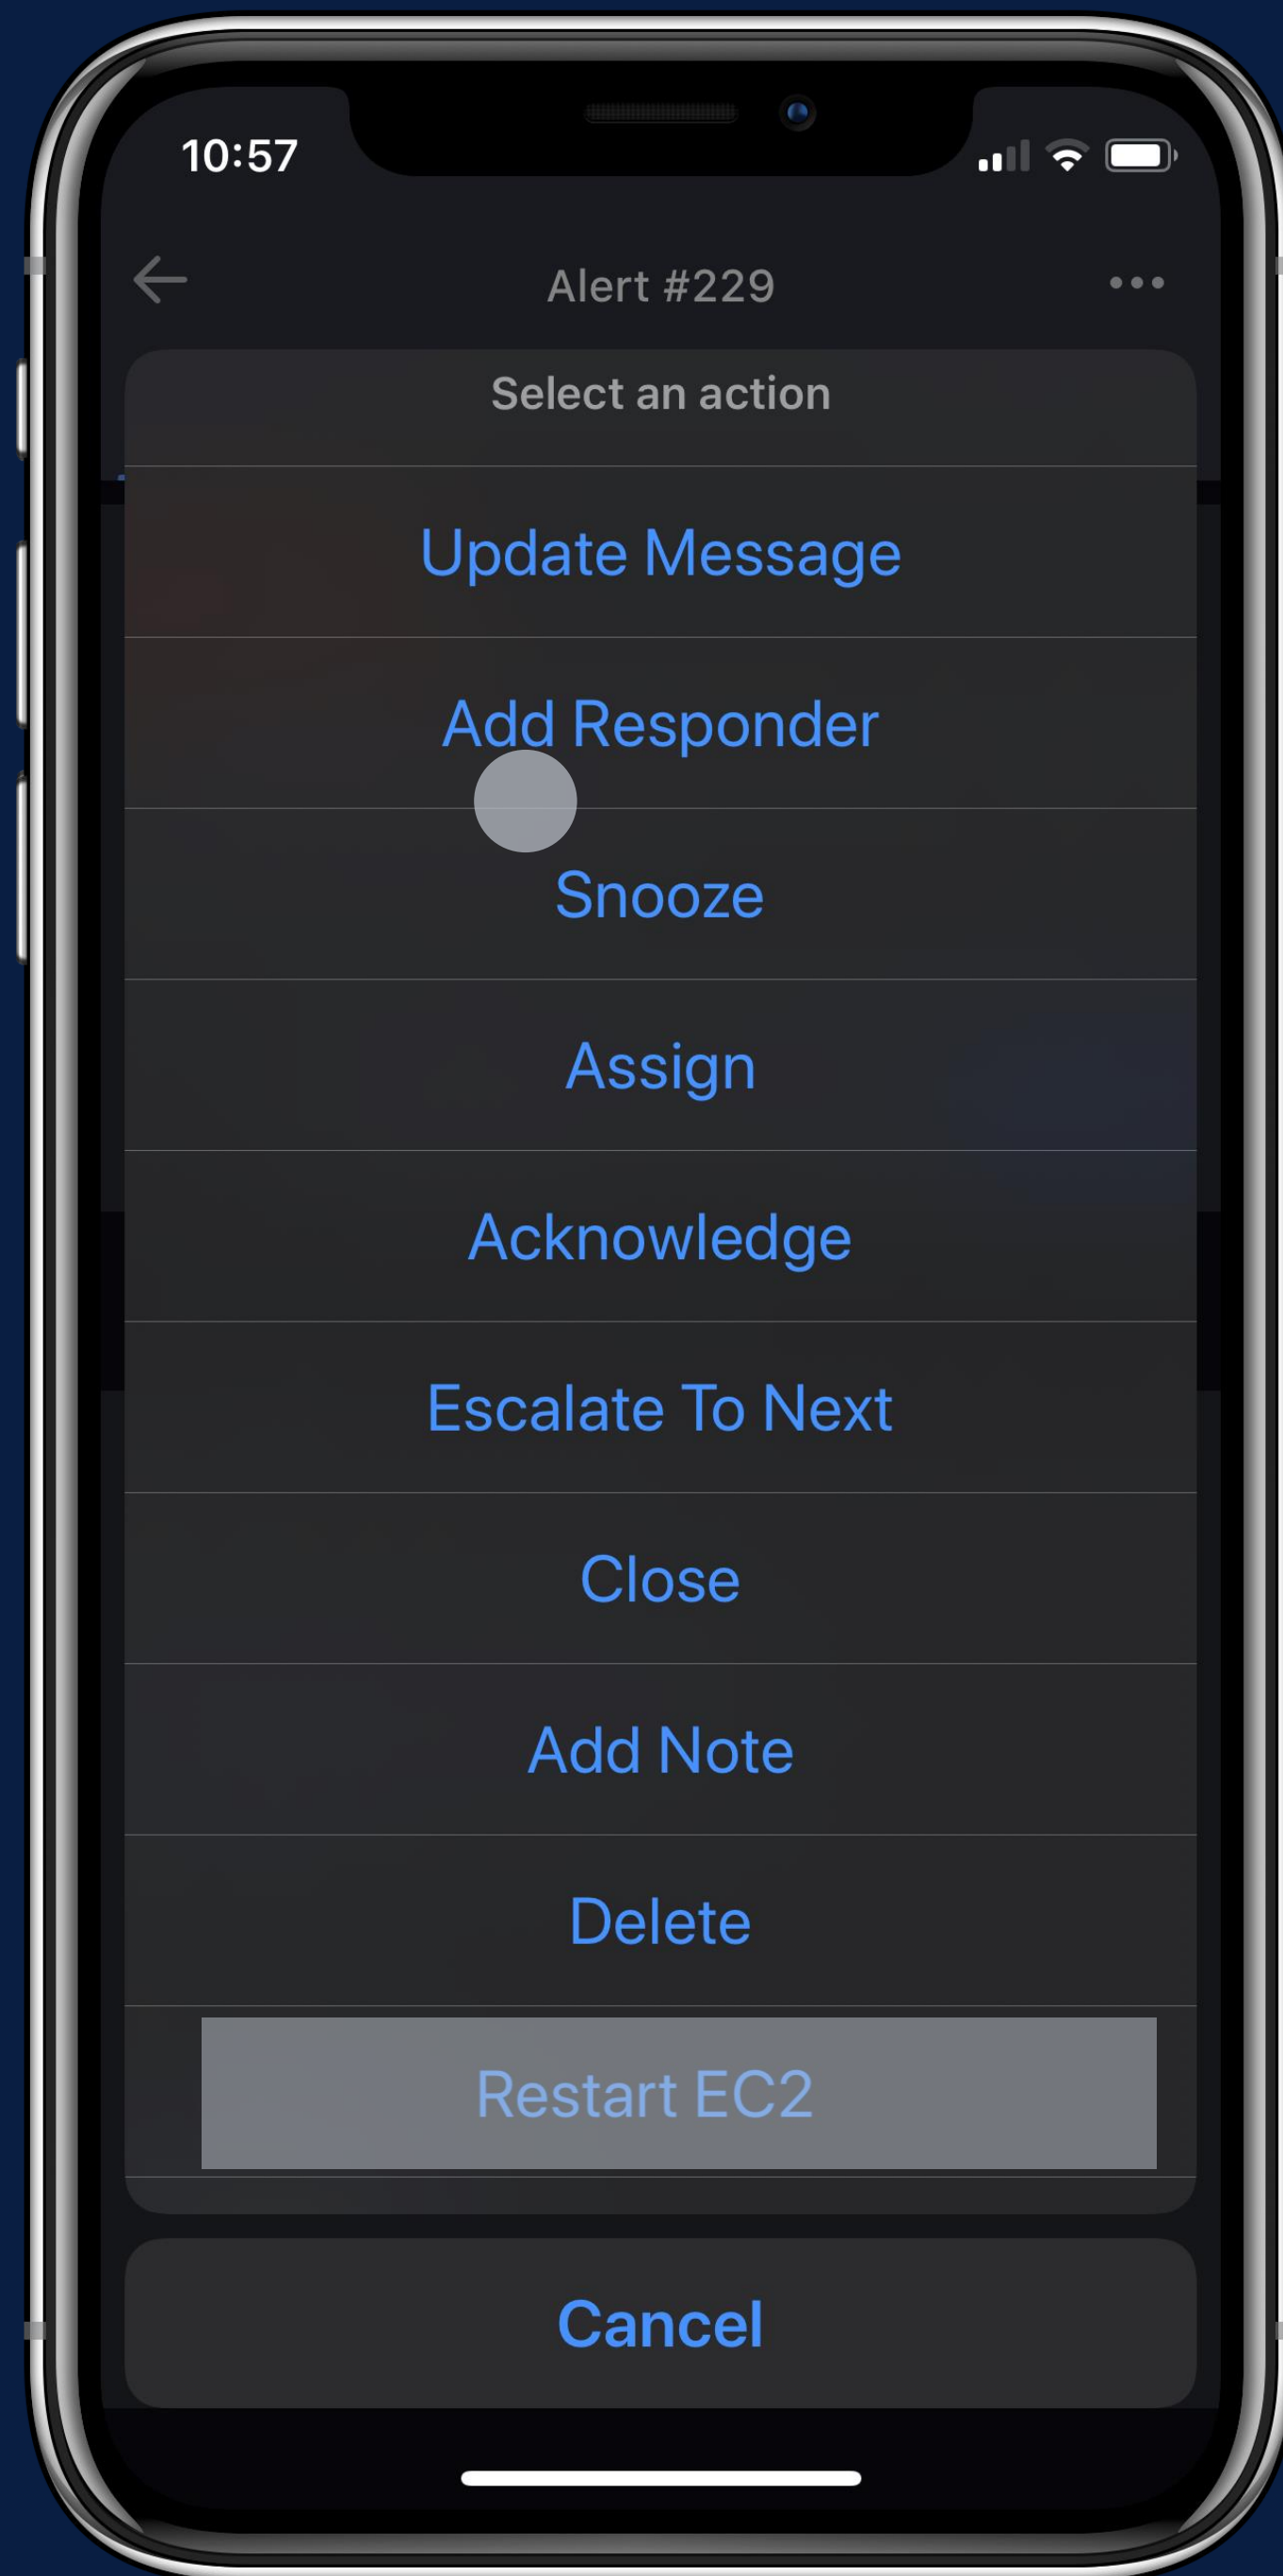 10:57
Alert #229
Select an action
Update Message
Add Responder
Snooze
Assign
Acknowledge
Escalate To Next
Close
Add Note
Delete
Restart EC2
Cancel